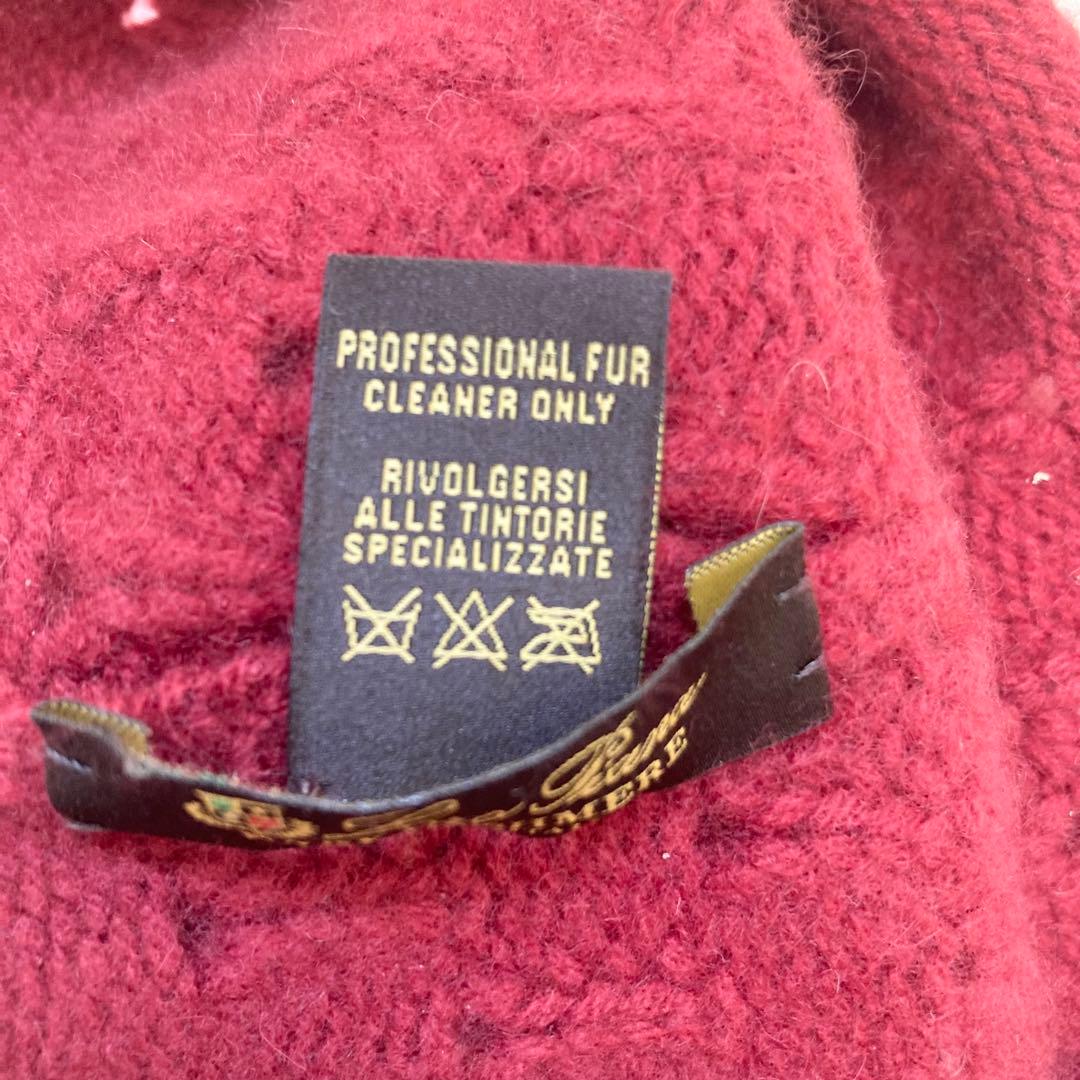 PROFESSIONAL FUR
CLEANER ONLY
RIVOLGERSI
ALLE TINTORIE
SPECIALIZZATE